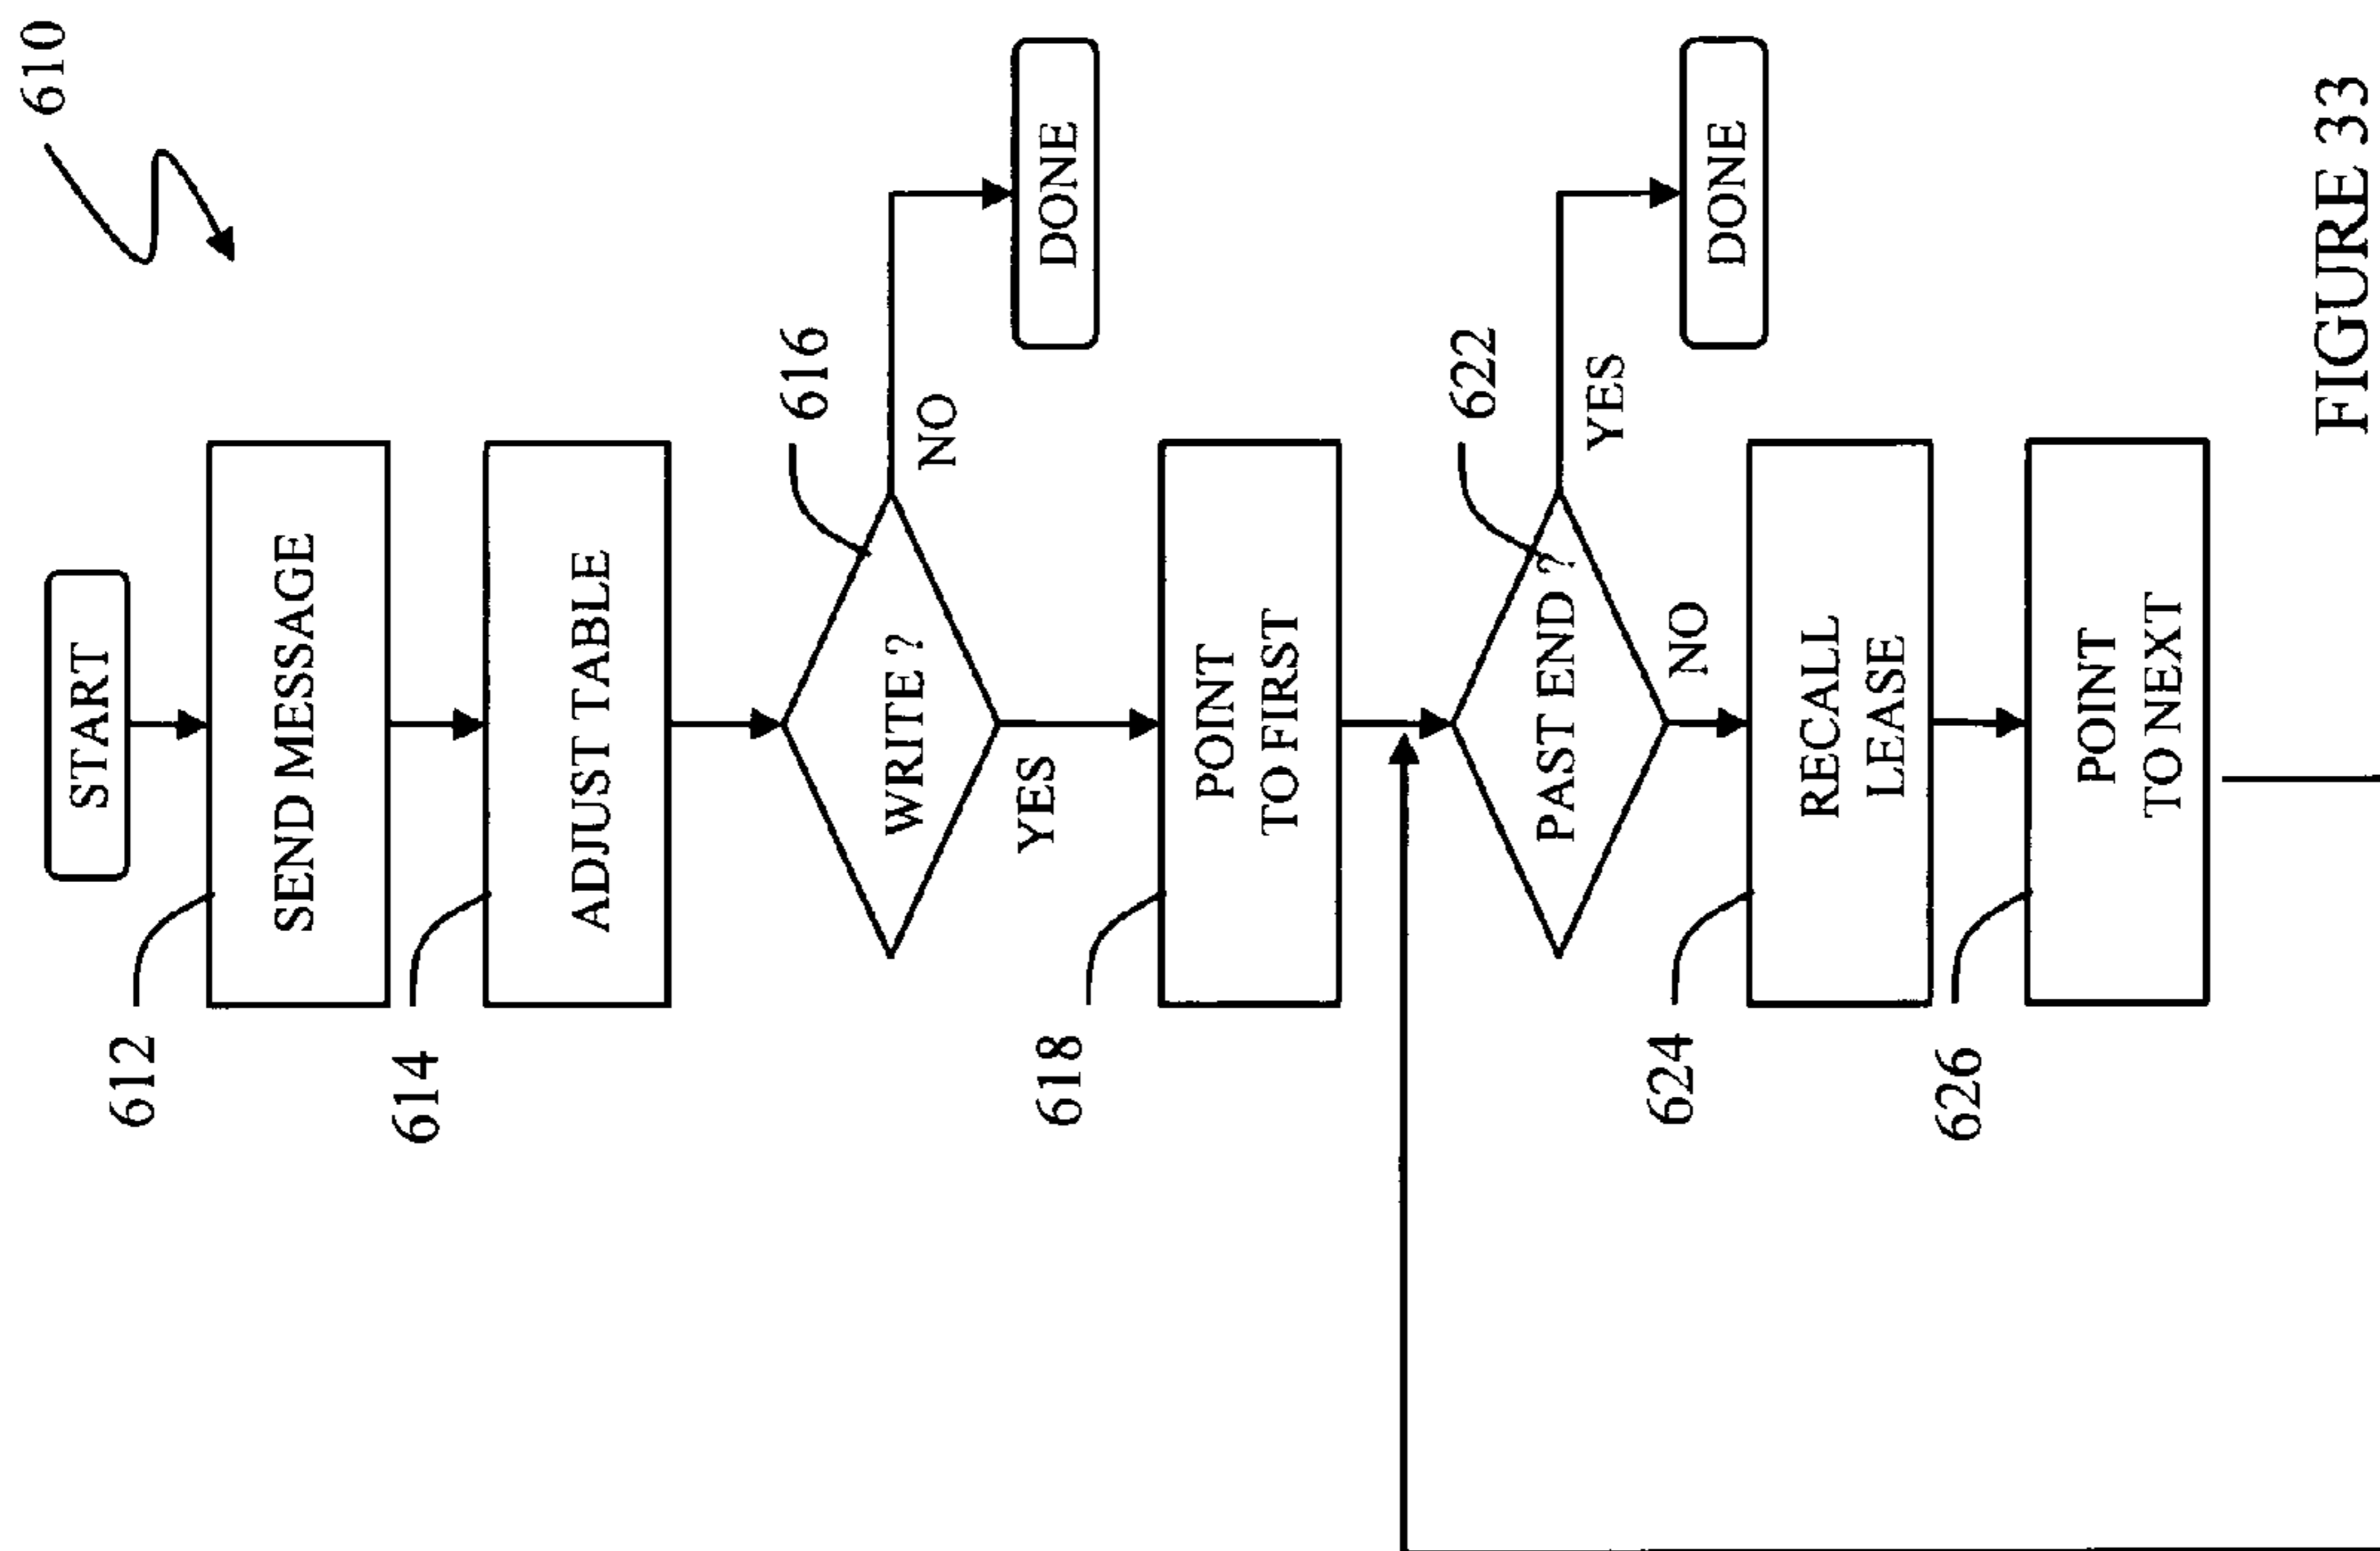 610
START
612
SEND MESSAGE
614
ADJUST TABLE
616
WRITE ?
NO
DONE
YES
618
POINT
TO FIRST
622
PAST END ?
YES
DONE
NO
624
RECALL
LEASE
626
POINT
TO NEXT
FIGURE 33